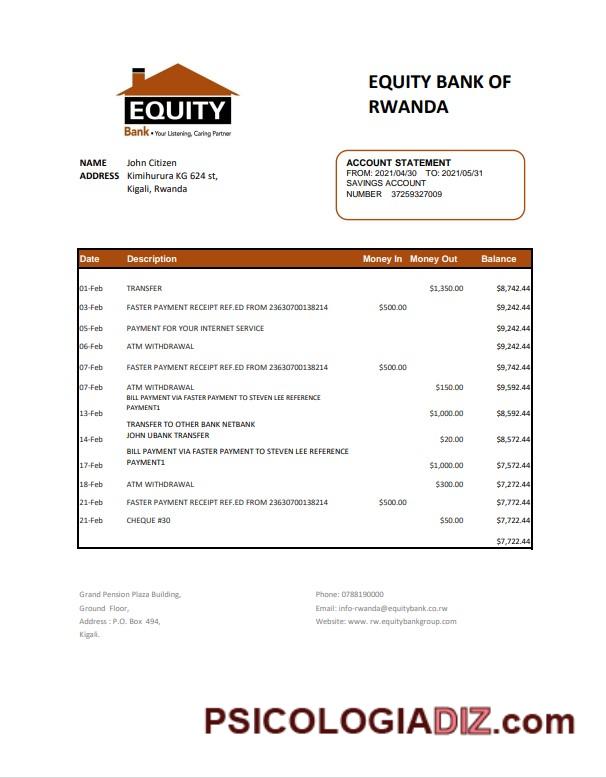 EQUITY
Bank • Your Listening, Caring Partner
EQUITY BANK OF
RWANDA
NAME John Citizen
ADDRESS Kimihurura KG 624 st,
Kigali, Rwanda
ACCOUNT STATEMENT
FROM: 2021/04/30 TO: 2021/05/31
SAVINGS ACCOUNT
NUMBER 37259327009
Date Description Money In Money Out Balance
01-Feb TRANSFER $1,350.00 $8,742.44
03-Feb FASTER PAYMENT RECEIPT REF.ED FROM 23630700138214 $500.00 $9,242.44
05-Feb PAYMENT FOR YOUR INTERNET SERVICE $9,242.44
06-Feb ATM WITHDRAWAL $9,242.44
07-Feb FASTER PAYMENT RECEIPT REF.ED FROM 23630700138214 $500.00 $9,742.44
07-Feb ATM WITHDRAWAL $150.00 $9,592.44
BILL PAYMENT VIA FASTER PAYMENT TO STEVEN LEE REFERENCE
PAYMENT1
13-Feb $1,000.00 $8,592.44
TRANSFER TO OTHER BANK NETBANK
JOHN UBANK TRANSFER
14-Feb $20.00 $8,572.44
BILL PAYMENT VIA FASTER PAYMENT TO STEVEN LEE REFERENCE
PAYMENT1
17-Feb $1,000.00 $7,572.44
18-Feb ATM WITHDRAWAL $300.00 $7,272.44
21-Feb FASTER PAYMENT RECEIPT REF.ED FROM 23630700138214 $500.00 $7,772.44
21-Feb CHEQUE #30 $50.00 $7,722.44
$7,722.44
Grand Pension Plaza Building,
Ground Floor,
Address : P.O. Box 494,
Kigali.
Phone: 0788190000
Email: info-rwanda@equitybank.co.rw
Website: www. rw.equitybankgroup.com
PSICOLOGIADIZ.com